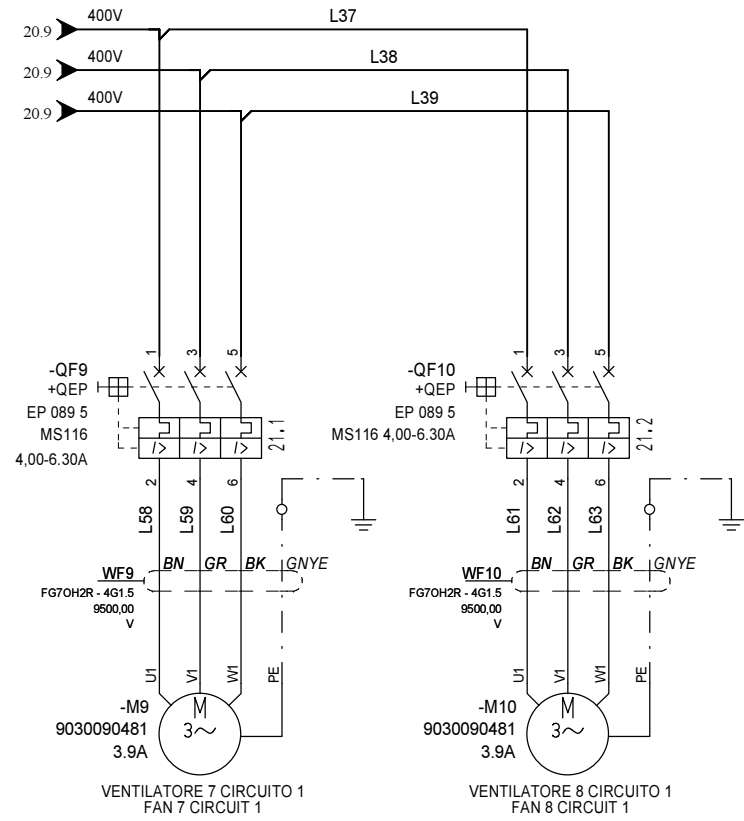 400V
L37
20.9
400V
L38
20.9
400V
L39
20.9
1 3 5
-QF9
+QEP
EP 089 5
MS116
4,00-6.30A
I> I> I>
21.1
2 4 6
L58 L59 L60
BN GR BK GNYE
WF9
FG7OH2R - 4G1.5
9500,00
V
U1 V1 W1 PE
-M9
9030090481
3.9A
M
3~
VENTILATORE 7 CIRCUITO 1
FAN 7 CIRCUIT 1
1 3 5
-QF10
+QEP
EP 089 5
MS116 4,00-6.30A
I> I> I>
21.2
2 4 6
L61 L62 L63
BN GR BK GNYE
WF10
FG7OH2R - 4G1.5
9500,00
V
U1 V1 W1 PE
-M10
9030090481
3.9A
M
3~
VENTILATORE 8 CIRCUITO 1
FAN 8 CIRCUIT 1